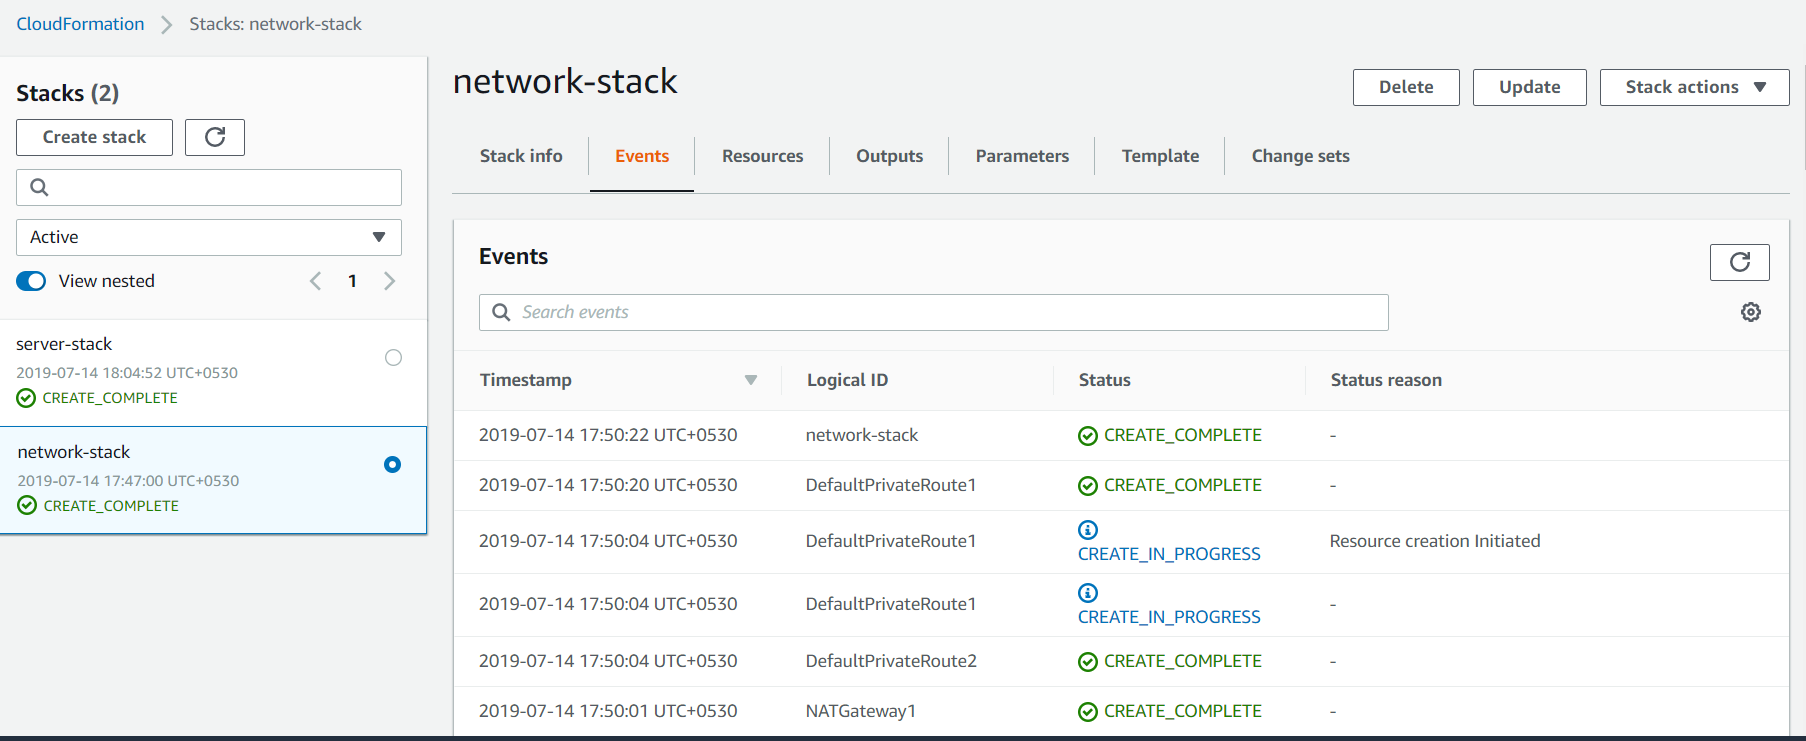 CloudFormation > Stacks: network-stack
Stacks (2)
Create stack
Active
View nested
1
server-stack
2019-07-14 18:04:52 UTC+0530
CREATE_COMPLETE
network-stack
2019-07-14 17:47:00 UTC+0530
CREATE_COMPLETE
network-stack
Delete Update Stack actions
Stack info Events Resources Outputs Parameters Template Change sets
Events
Search events
Timestamp Logical ID Status Status reason
2019-07-14 17:50:22 UTC+0530 network-stack CREATE_COMPLETE -
2019-07-14 17:50:20 UTC+0530 DefaultPrivateRoute1 CREATE_COMPLETE -
2019-07-14 17:50:04 UTC+0530 DefaultPrivateRoute1 CREATE_IN_PROGRESS Resource creation Initiated
2019-07-14 17:50:04 UTC+0530 DefaultPrivateRoute1 CREATE_IN_PROGRESS -
2019-07-14 17:50:04 UTC+0530 DefaultPrivateRoute2 CREATE_COMPLETE -
2019-07-14 17:50:01 UTC+0530 NATGateway1 CREATE_COMPLETE -